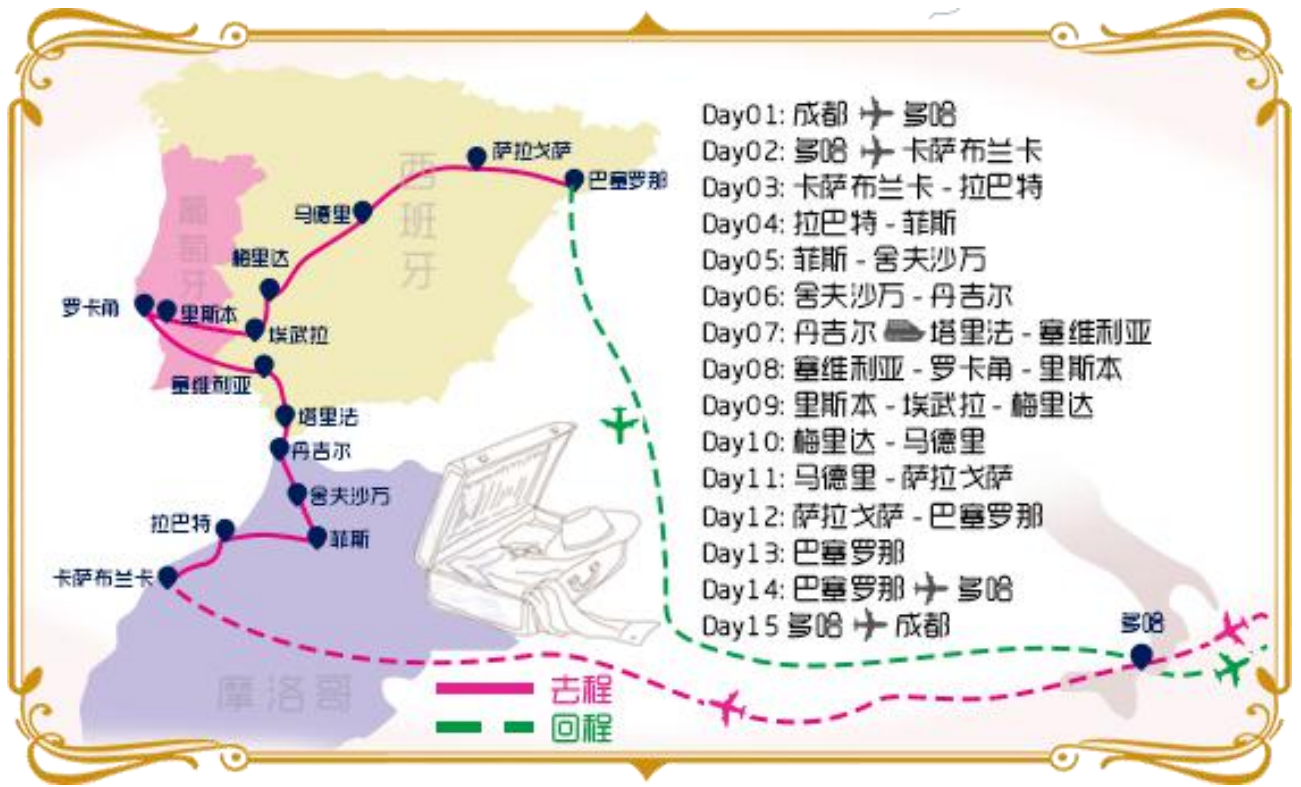 萨拉戈萨
巴塞罗那
西班牙
马德里
葡萄牙
梅里达
罗卡角
里斯本
埃武拉
塞维利亚
塔里法
丹吉尔
舍夫沙万
拉巴特
菲斯
卡萨布兰卡
摩洛哥
去程
回程
Day01: 成都 多哈
Day02: 多哈 卡萨布兰卡
Day03: 卡萨布兰卡 - 拉巴特
Day04: 拉巴特 - 菲斯
Day05: 菲斯 - 舍夫沙万
Day06: 舍夫沙万 - 丹吉尔
Day07: 丹吉尔 塔里法 - 塞维利亚
Day08: 塞维利亚 - 罗卡角 - 里斯本
Day09: 里斯本 - 埃武拉 - 梅里达
Day10: 梅里达 - 马德里
Day11: 马德里 - 萨拉戈萨
Day12: 萨拉戈萨 - 巴塞罗那
Day13: 巴塞罗那
Day14: 巴塞罗那 多哈
Day15 多哈 成都
多哈